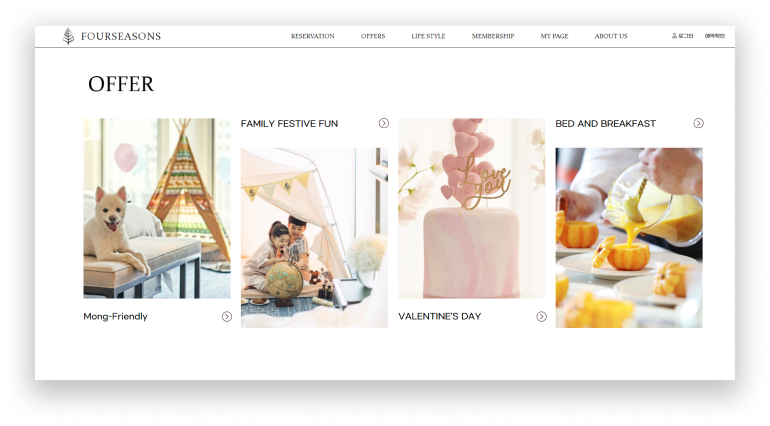 FOURSEASONS
RESERVATION OFFERS LIFE STYLE MEMBERSHIP MY PAGE ABOUT US 로그인 예약확인
OFFER
FAMILY FESTIVE FUN
BED AND BREAKFAST
Love you
Mong-Friendly
VALENTINE'S DAY